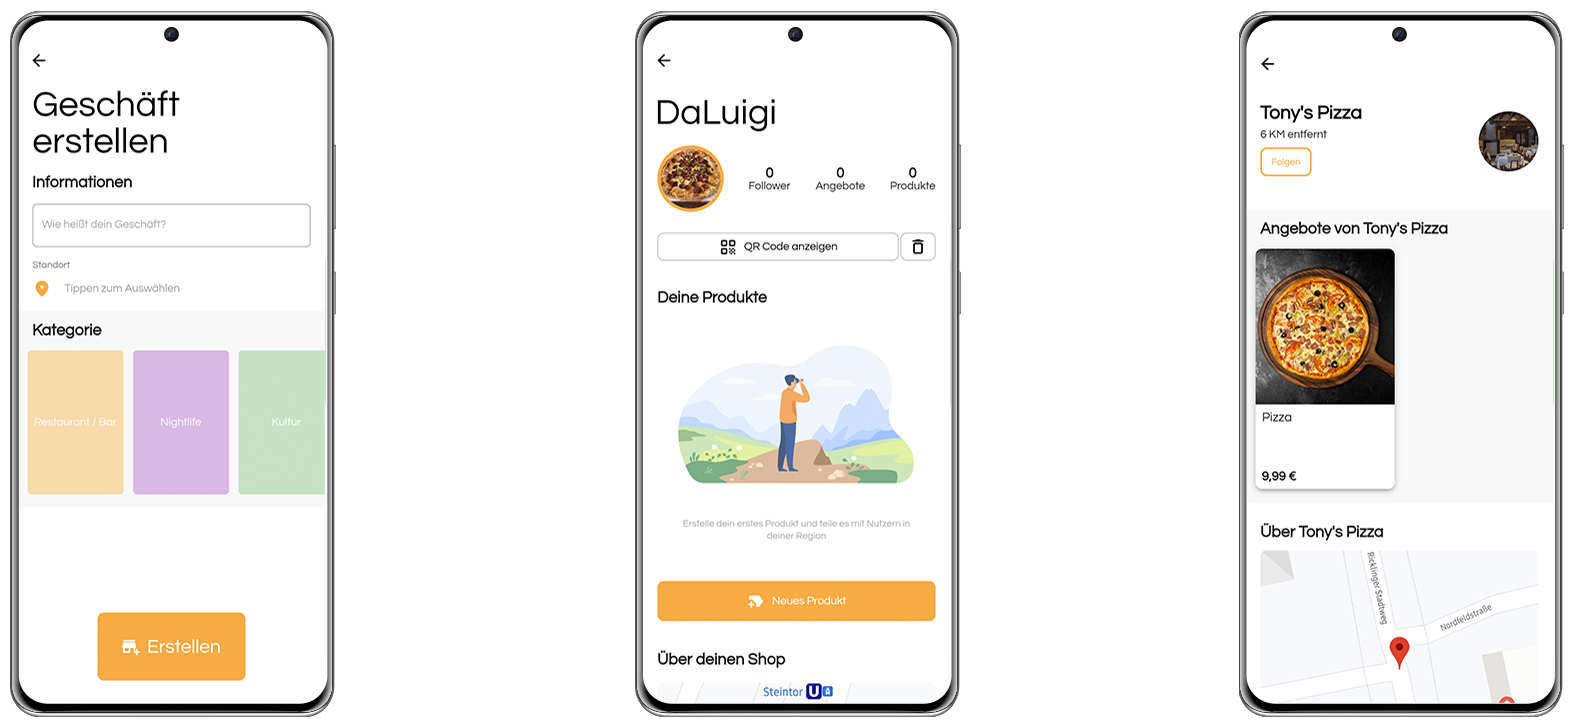 Geschäft
erstellen
Informationen
Wie heißt dein Geschäft?
Standort
Tippen zum Auswählen
Kategorie
Restaurant / Bar
Nightlife
Kultur
Erstellen
DaLuigi
0
Follower
0
Angebote
0
Produkte
QR Code anzeigen
Deine Produkte
Erstelle dein erstes Produkt und teile es mit Nutzern in
deiner Region
Neues Produkt
Über deinen Shop
Steintor U
Tony's Pizza
6 KM entfernt
Folgen
Angebote von Tony's Pizza
Pizza
9,99 €
Über Tony's Pizza
Ricklinger Stadtweg
Nordfeldstraße